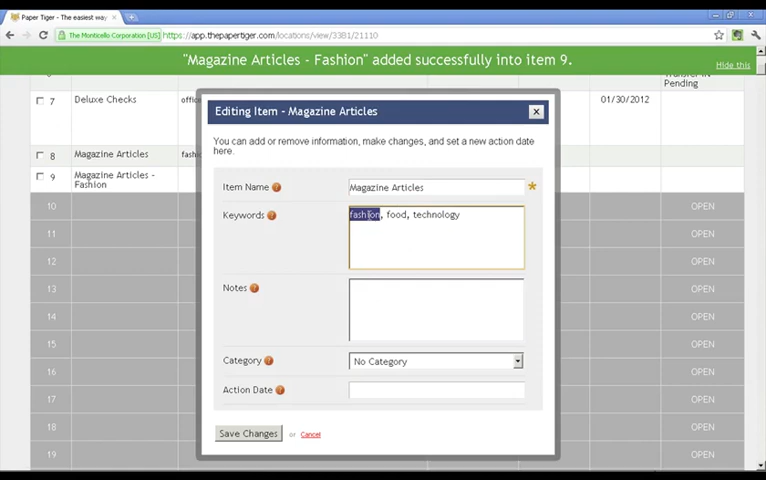 Paper Tiger - The easiest way
The Monticello Corporation [US]
https://app.thepapertiger.com/locations/view/3381/21110
"Magazine Articles - Fashion" added successfully into item 9.
Hide this
Transfer IN
Pending
7 Deluxe Checks 01/30/2012
8 Magazine Articles
9 Magazine Articles -
Fashion
10 OPEN
11 OPEN
12 OPEN
13 OPEN
14 OPEN
15 OPEN
16 OPEN
17 OPEN
18 OPEN
19 OPEN
Editing Item - Magazine Articles
You can add or remove information, make changes, and set a new action date
here.
Item Name ? Magazine Articles *
Keywords ? fashion, food, technology
Notes ?
Category ? No Category
Action Date ?
Save Changes or Cancel